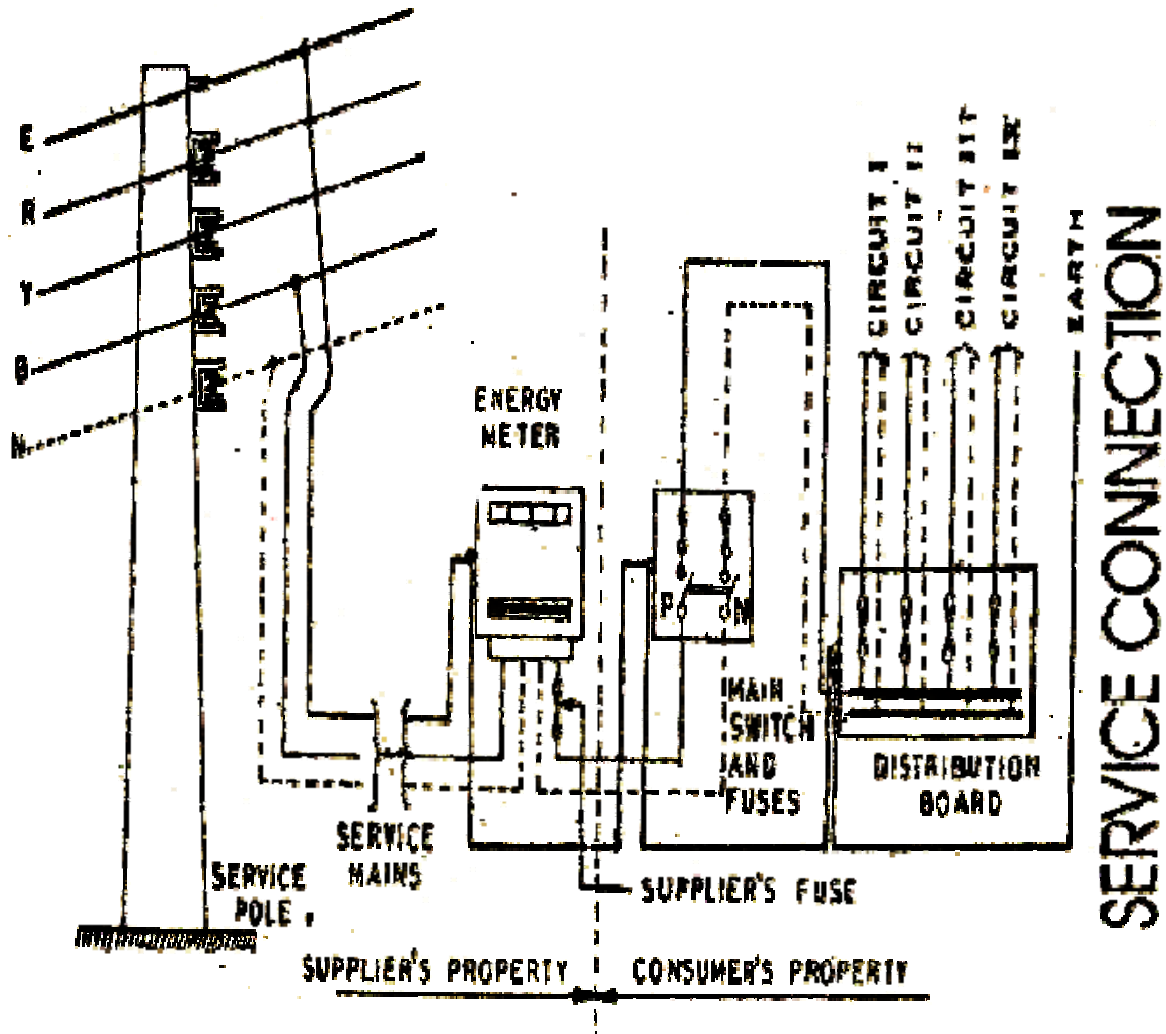 E
R
Y
B
N
ENERGY
METER
P
N
CIRCUIT I
CIRCUIT II
CIRCUIT III
CIRCUIT IV
EARTH
SERVICE CONNECTION
MAIN
SWITCH
AND
FUSES
DISTRIBUTION
BOARD
SERVICE
MAINS
SERVICE
POLE
SUPPLIER'S FUSE
SUPPLIER'S PROPERTY
CONSUMER'S PROPERTY